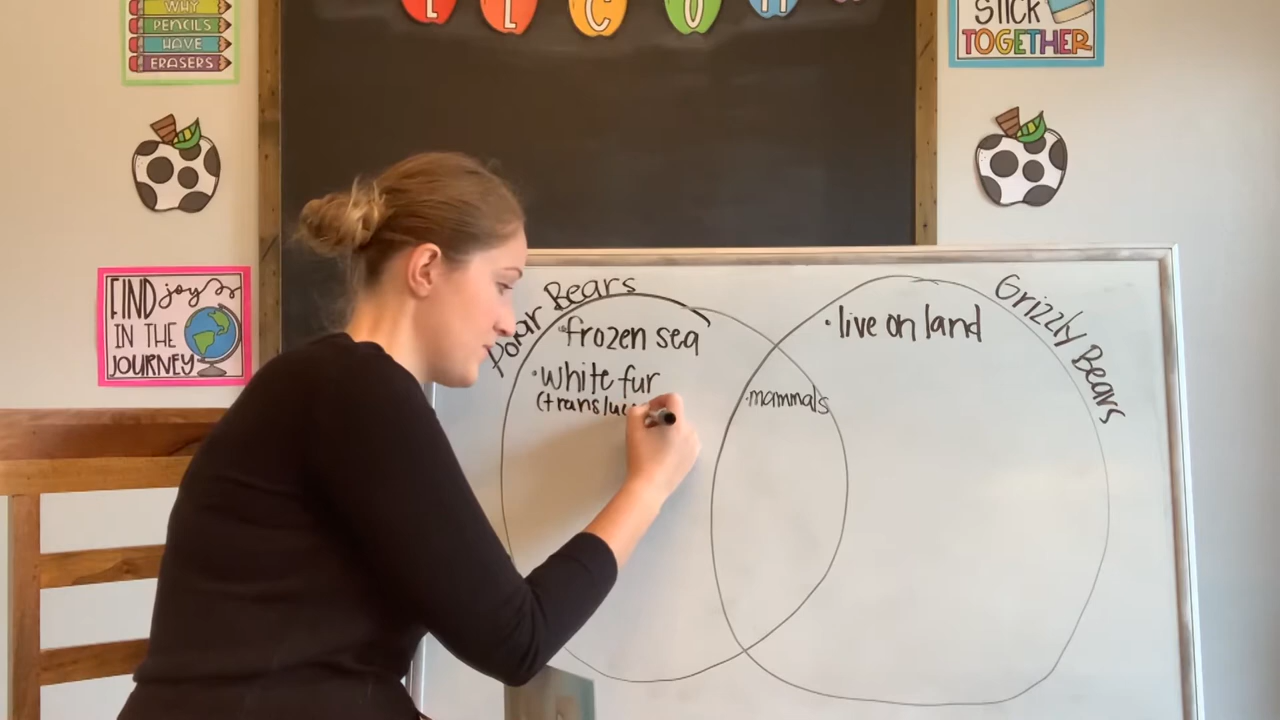 WHY
PENCILS
HAVE
ERASERS
L C O
STICK
TOGETHER
FIND joy
IN THE
JOURNEY
Polar Bears
• frozen sea
• white fur
(transluc
Grizzly Bears
• live on land
• mammals